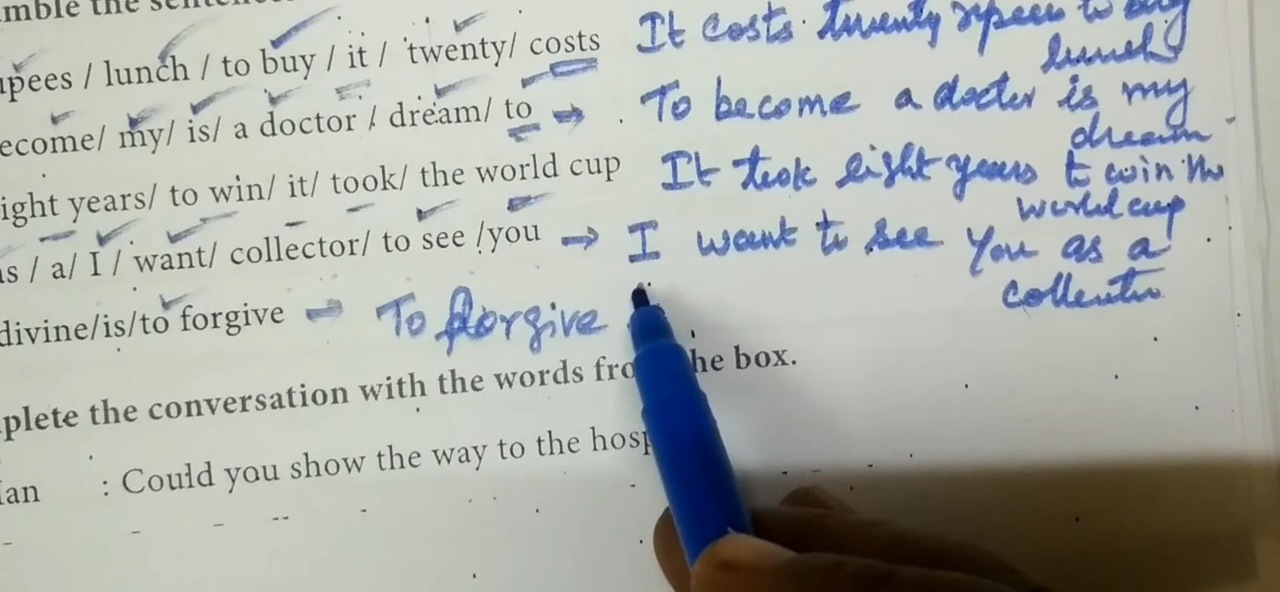 mble the sentences
upees / lunch / to buy / it / twenty/ costs It costs twenty rpees to buy
lunch
ecome/ my/ is/ a doctor / dream/ to → To become a doctor is my
dream
ight years/ to win/ it/ took/ the world cup It took eight years to win the
world cup
as / a/ I / want/ collector/ to see /you → I want to see you as a
collector
divine/is/to forgive → To forgive
plete the conversation with the words fro he box.
an : Could you show the way to the hosp